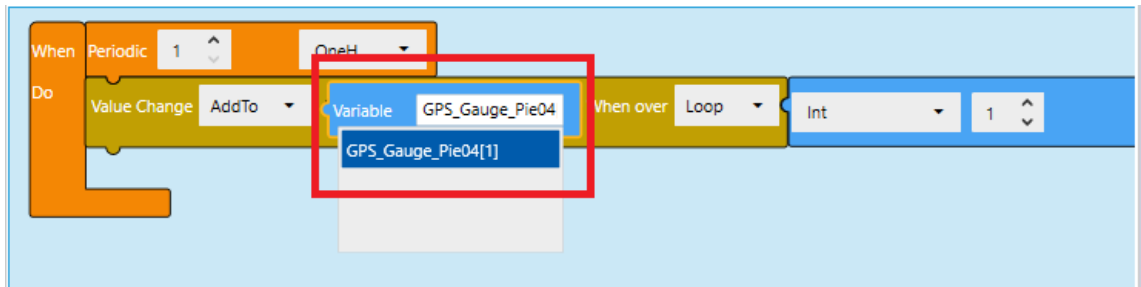 When Periodic 1 OneH
Do Value Change AddTo Variable GPS_Gauge_Pie04 When over Loop Int 1
GPS_Gauge_Pie04[1]